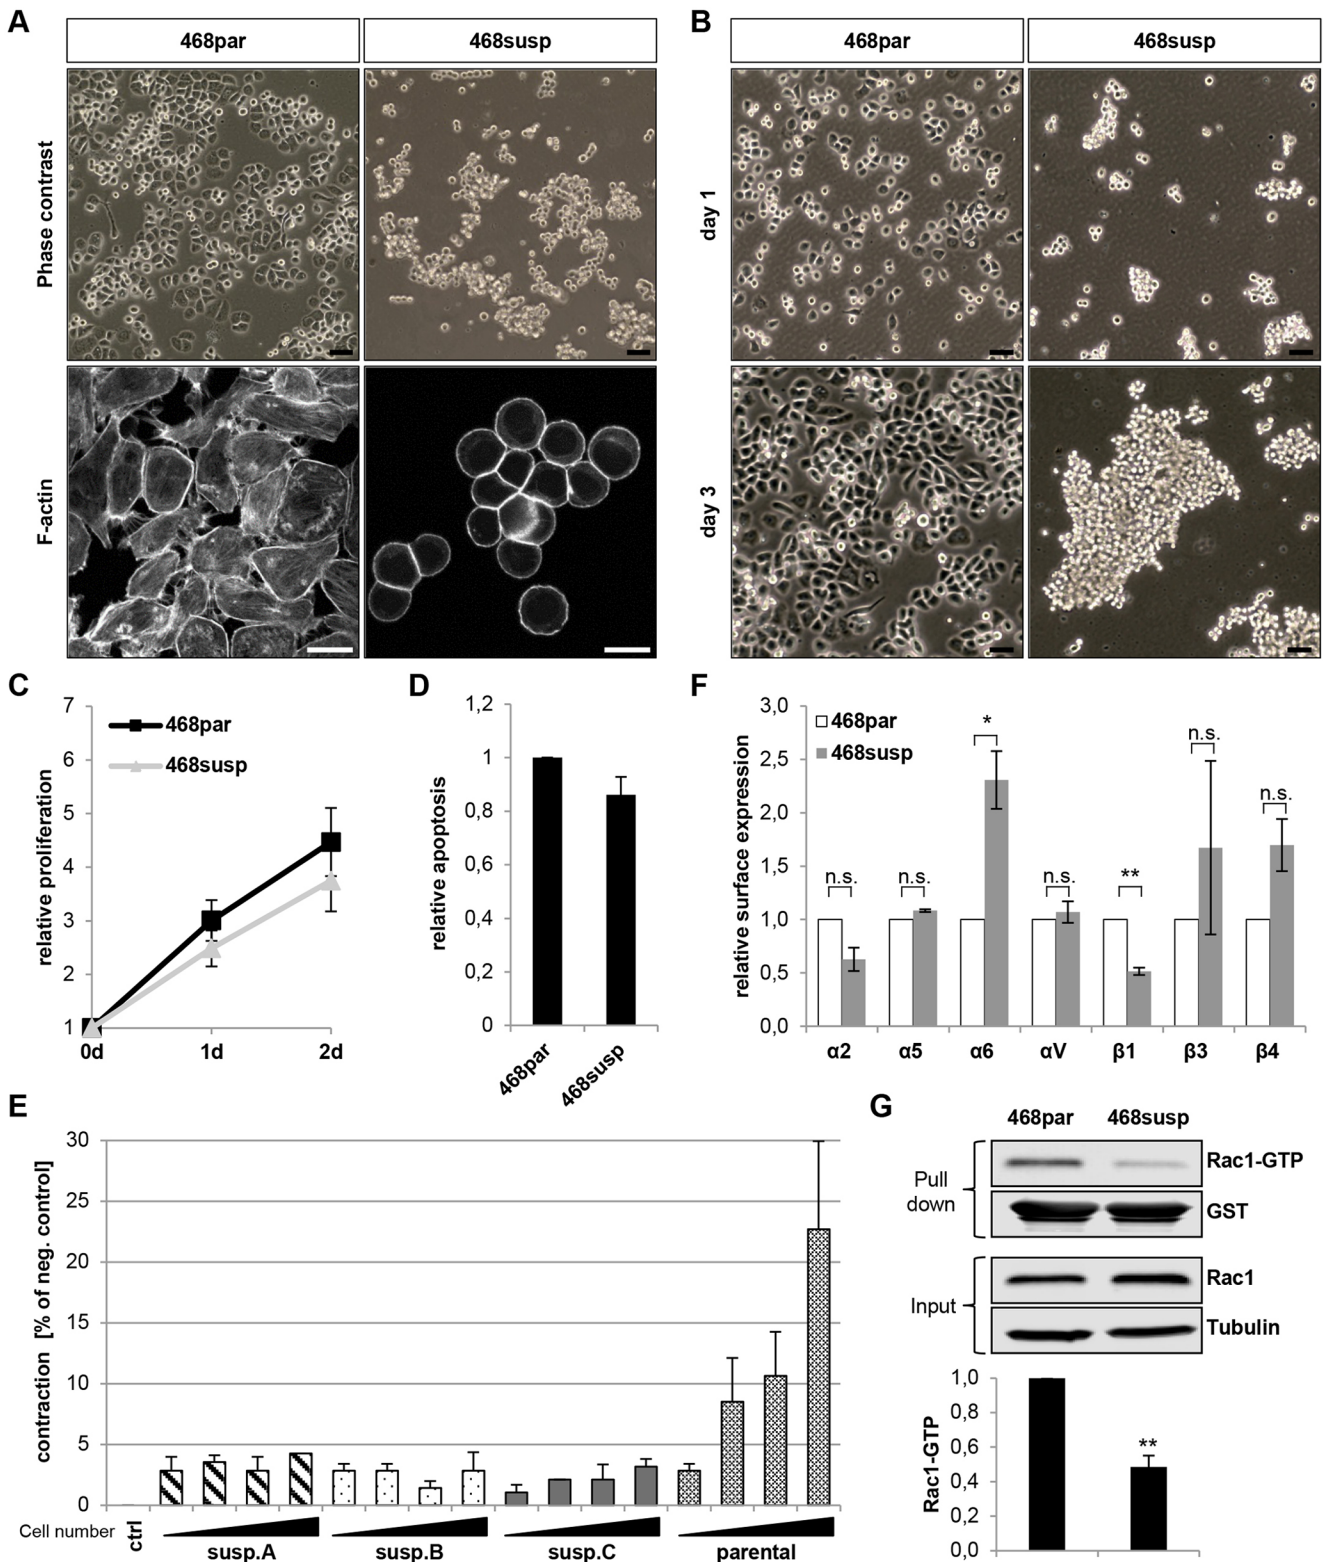 A
468par
468susp
Phase contrast
F-actin
B
468par
468susp
day 1
day 3
C
7
6
5
4
3
2
1
relative proliferation
468par
468susp
0d
1d
2d
D
1,2
1
0,8
0,6
0,4
0,2
0
relative apoptosis
468par
468susp
F
3,0
2,5
2,0
1,5
1,0
0,5
0,0
relative surface expression
468par
468susp
n.s.
n.s.
*
n.s.
**
n.s.
n.s.
α2
α5
α6
αV
β1
β3
β4
E
30
25
20
15
10
5
0
contraction [% of neg. control]
Cell number
ctrl
susp.A
susp.B
susp.C
parental
G
468par
468susp
Pull
down
Rac1-GTP
GST
Input
Rac1
Tubulin
1,0
0,8
0,6
0,4
0,2
0,0
Rac1-GTP
**